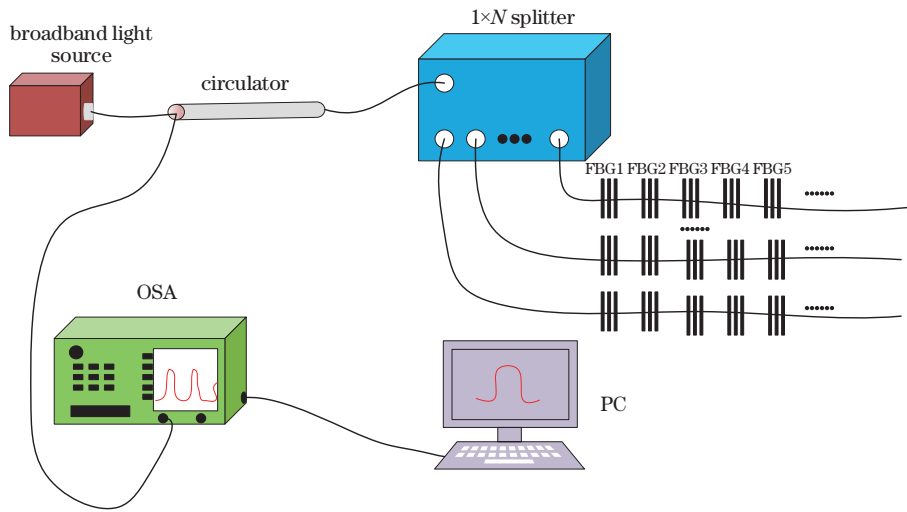 1×N splitter
broadband light
source
circulator
FBG1 FBG2 FBG3 FBG4 FBG5
OSA
PC